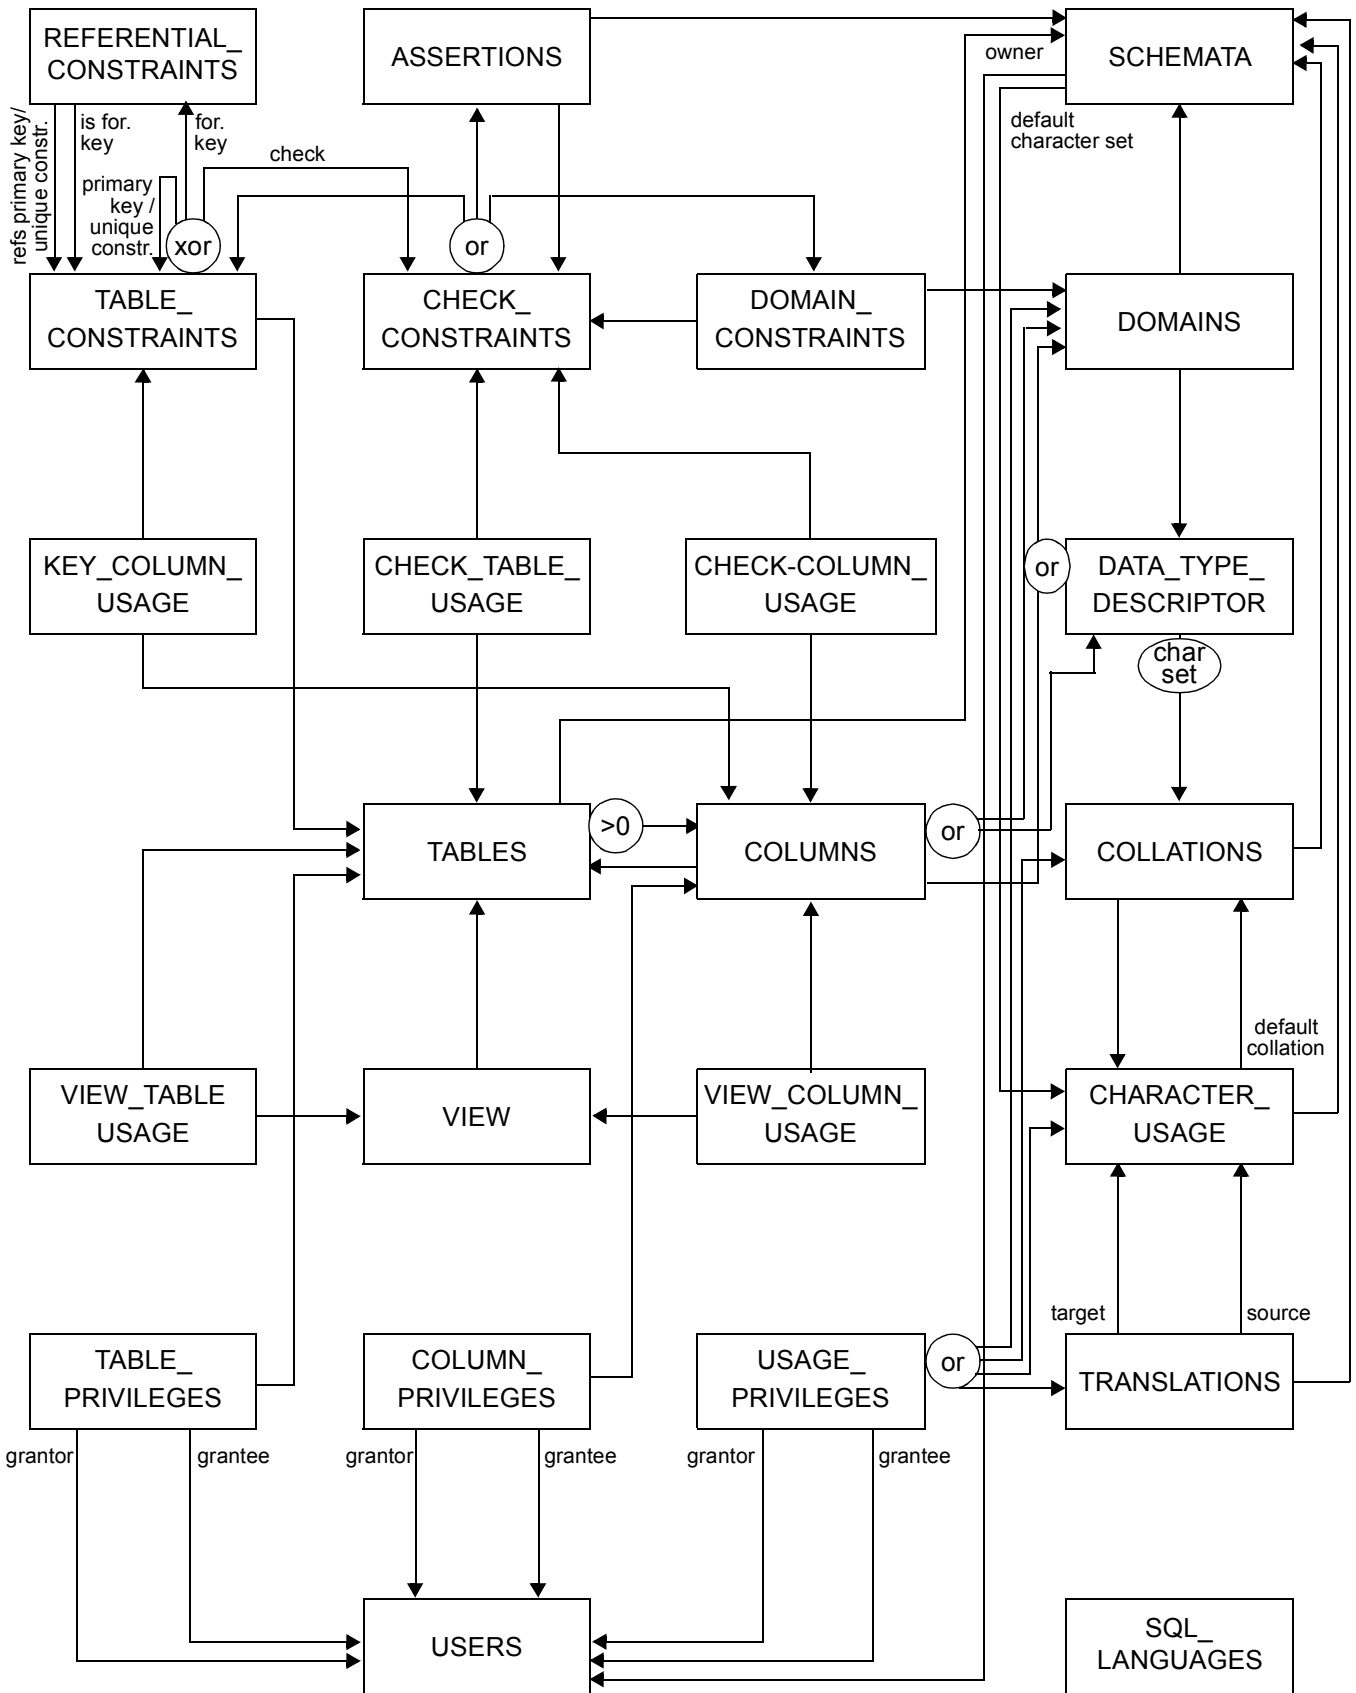 REFERENTIAL_
CONSTRAINTS
ASSERTIONS
owner
SCHEMATA
refs primary key/
unique constr.
is for.
key
for.
key
check
default
character set
primary
key /
unique
constr.
xor
or
TABLE_
CONSTRAINTS
CHECK_
CONSTRAINTS
DOMAIN_
CONSTRAINTS
DOMAINS
KEY_COLUMN_
USAGE
CHECK_TABLE_
USAGE
CHECK-COLUMN_
USAGE
or
DATA_TYPE_
DESCRIPTOR
char
set
TABLES
>0
COLUMNS
or
COLLATIONS
default
collation
VIEW_TABLE
USAGE
VIEW
VIEW_COLUMN_
USAGE
CHARACTER_
USAGE
target
source
TABLE_
PRIVILEGES
COLUMN_
PRIVILEGES
USAGE_
PRIVILEGES
or
TRANSLATIONS
grantor
grantee
grantor
grantee
grantor
grantee
USERS
SQL_
LANGUAGES